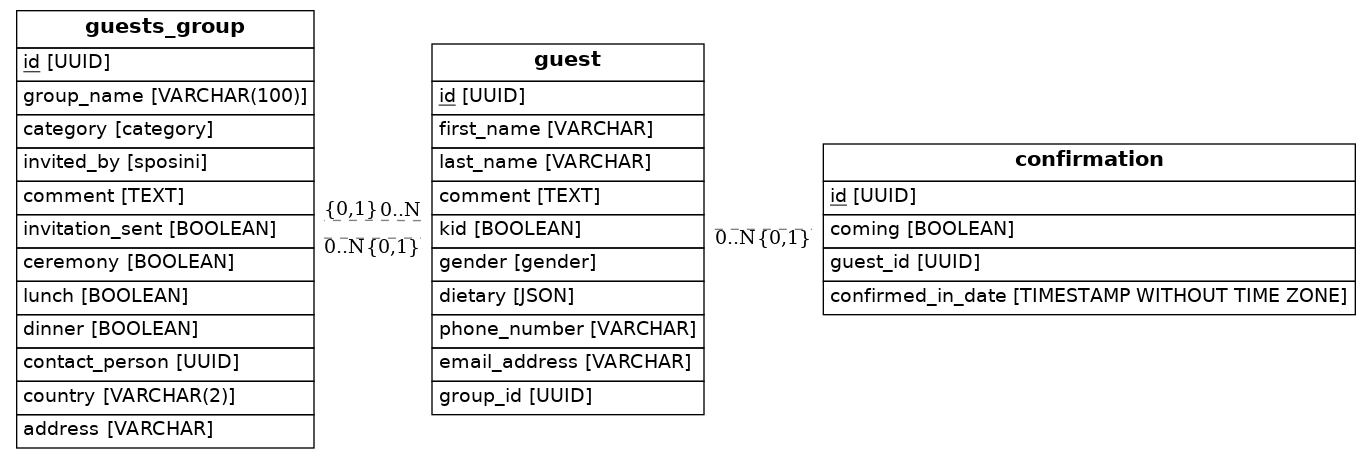 guests_group
id [UUID]
group_name [VARCHAR(100)]
category [category]
invited_by [sposini]
comment [TEXT]
invitation_sent [BOOLEAN]
ceremony [BOOLEAN]
lunch [BOOLEAN]
dinner [BOOLEAN]
contact_person [UUID]
country [VARCHAR(2)]
address [VARCHAR]
{0,1} 0..N
0..N {0,1}
guest
id [UUID]
first_name [VARCHAR]
last_name [VARCHAR]
comment [TEXT]
kid [BOOLEAN]
gender [gender]
dietary [JSON]
phone_number [VARCHAR]
email_address [VARCHAR]
group_id [UUID]
0..N {0,1}
confirmation
id [UUID]
coming [BOOLEAN]
guest_id [UUID]
confirmed_in_date [TIMESTAMP WITHOUT TIME ZONE]